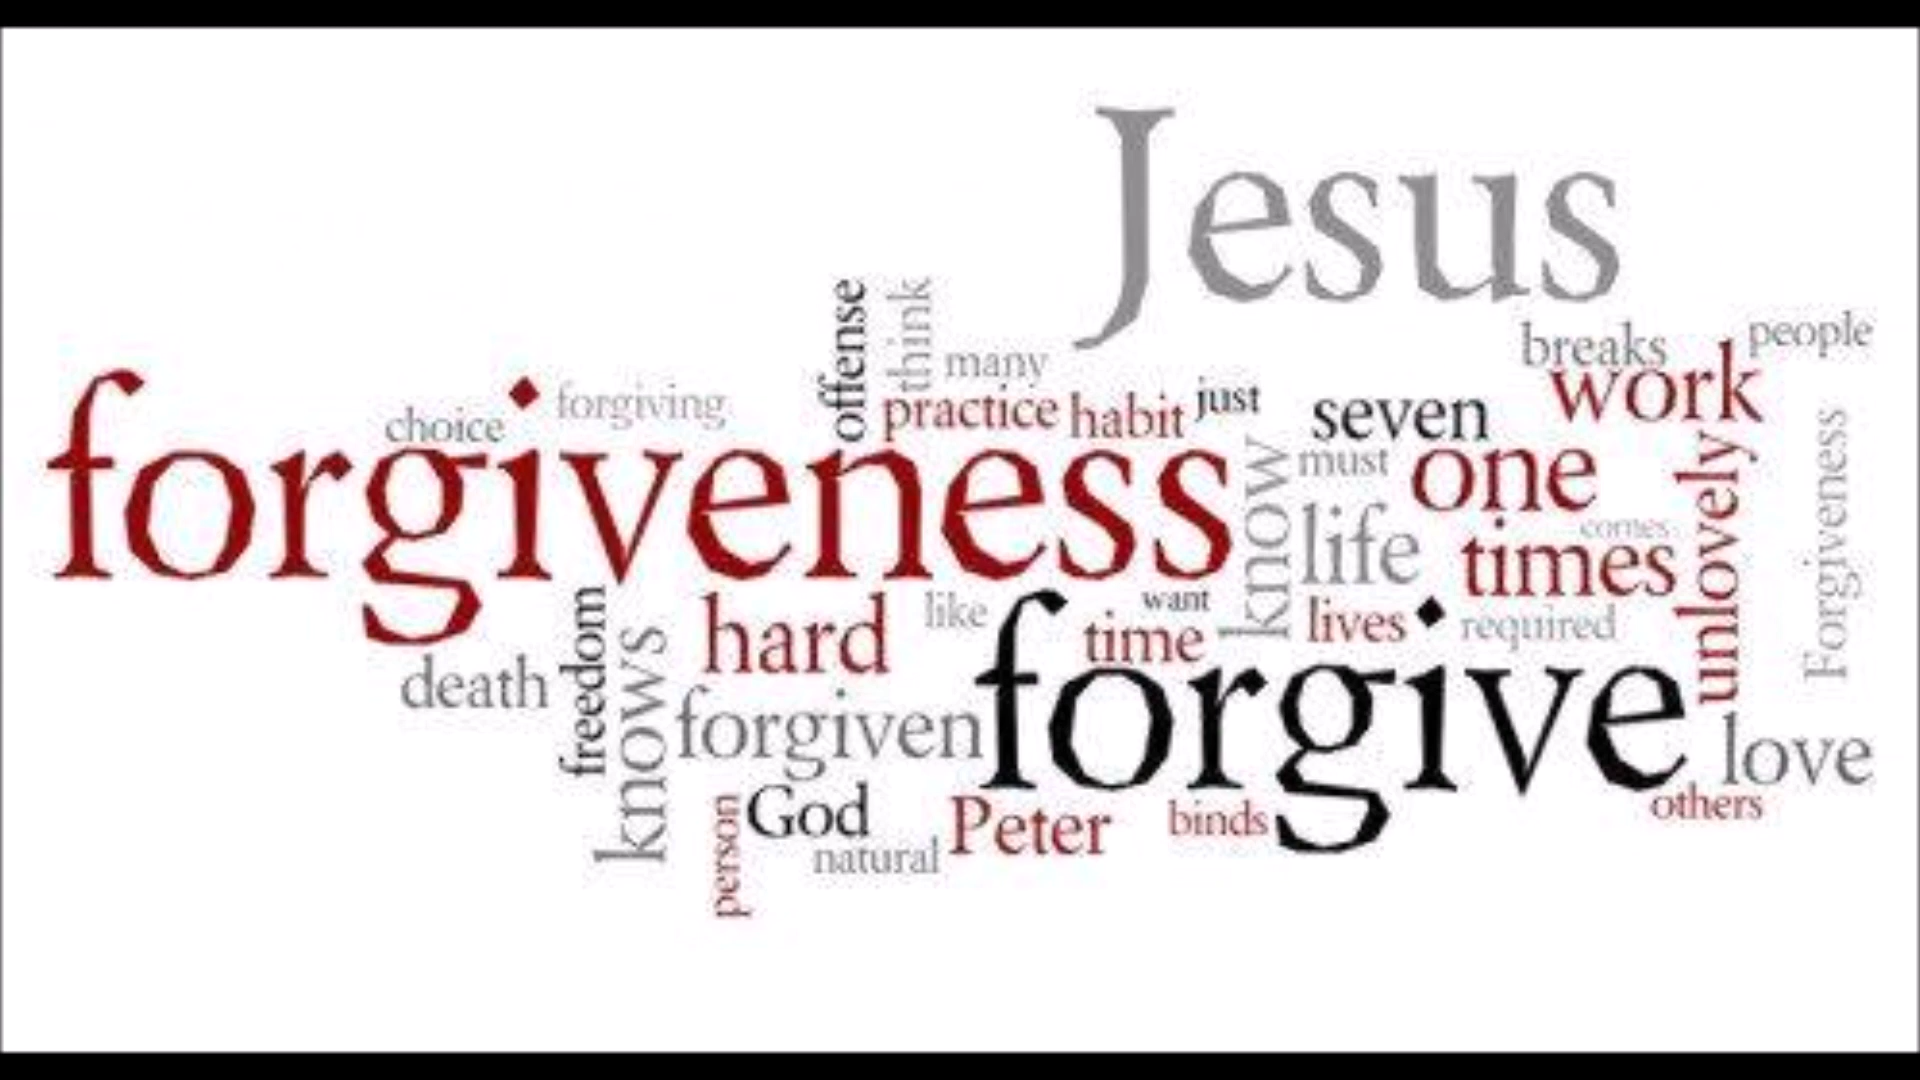 Jesus
offense
think
many
breaks
people
forgiveness
choice
forgiving
practice
habit
just
seven
work
know
must
one
comes
unlovely
Forgiveness
life
times
hard
like
want
time
lives
required
death
freedom
knows
forgiven
forgive
love
person
God
natural
Peter
binds
others